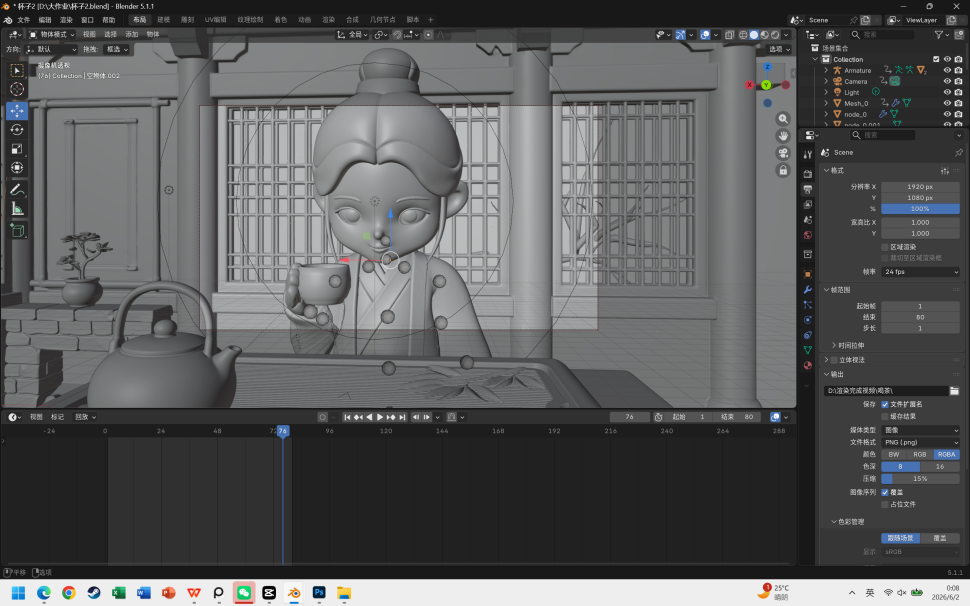 * 杯子2 [D:\大作业\杯子2.blend] - Blender 5.1.1
文件 编辑 渲染 窗口 帮助 布局 建模 雕刻 UV编辑 纹理绘制 着色 动画 渲染 合成 几何节点 脚本 + Scene ViewLayer
物体模式 视图 选择 添加 物体 全局
方向: 默认 拖拽: 框选 选项
摄像机透视
(76) Collection | 空物体.002
Z
X Y
搜索
场景集合
Collection
Armature
Camera
Light
Mesh_0
node_0
node_0.001
搜索
Scene
格式
分辨率 X 1920 px
Y 1080 px
% 100%
宽高比 X 1.000
Y 1.000
区域渲染
裁切至区域渲染框
帧率 24 fps
帧范围
起始帧 1
结束 80
步长 1
时间拉伸
立体视法
输出
D:\渲染完成视频\喝茶\
保存 文件扩展名
缓存结果
媒体类型 图像
文件格式 PNG (.png)
颜色 BW RGB RGBA
色深 8 16
压缩 15%
图像序列 覆盖
占位文件
色彩管理
跟随场景 覆盖
显示 sRGB
视图 标记 回放 76 起始 1 结束 80
-24 0 24 48 72 76 96 120 144 168 192 216 240 264 288
平移 选项 5.1.1
1 25°C
晴朗
英
0:08
2026/6/2